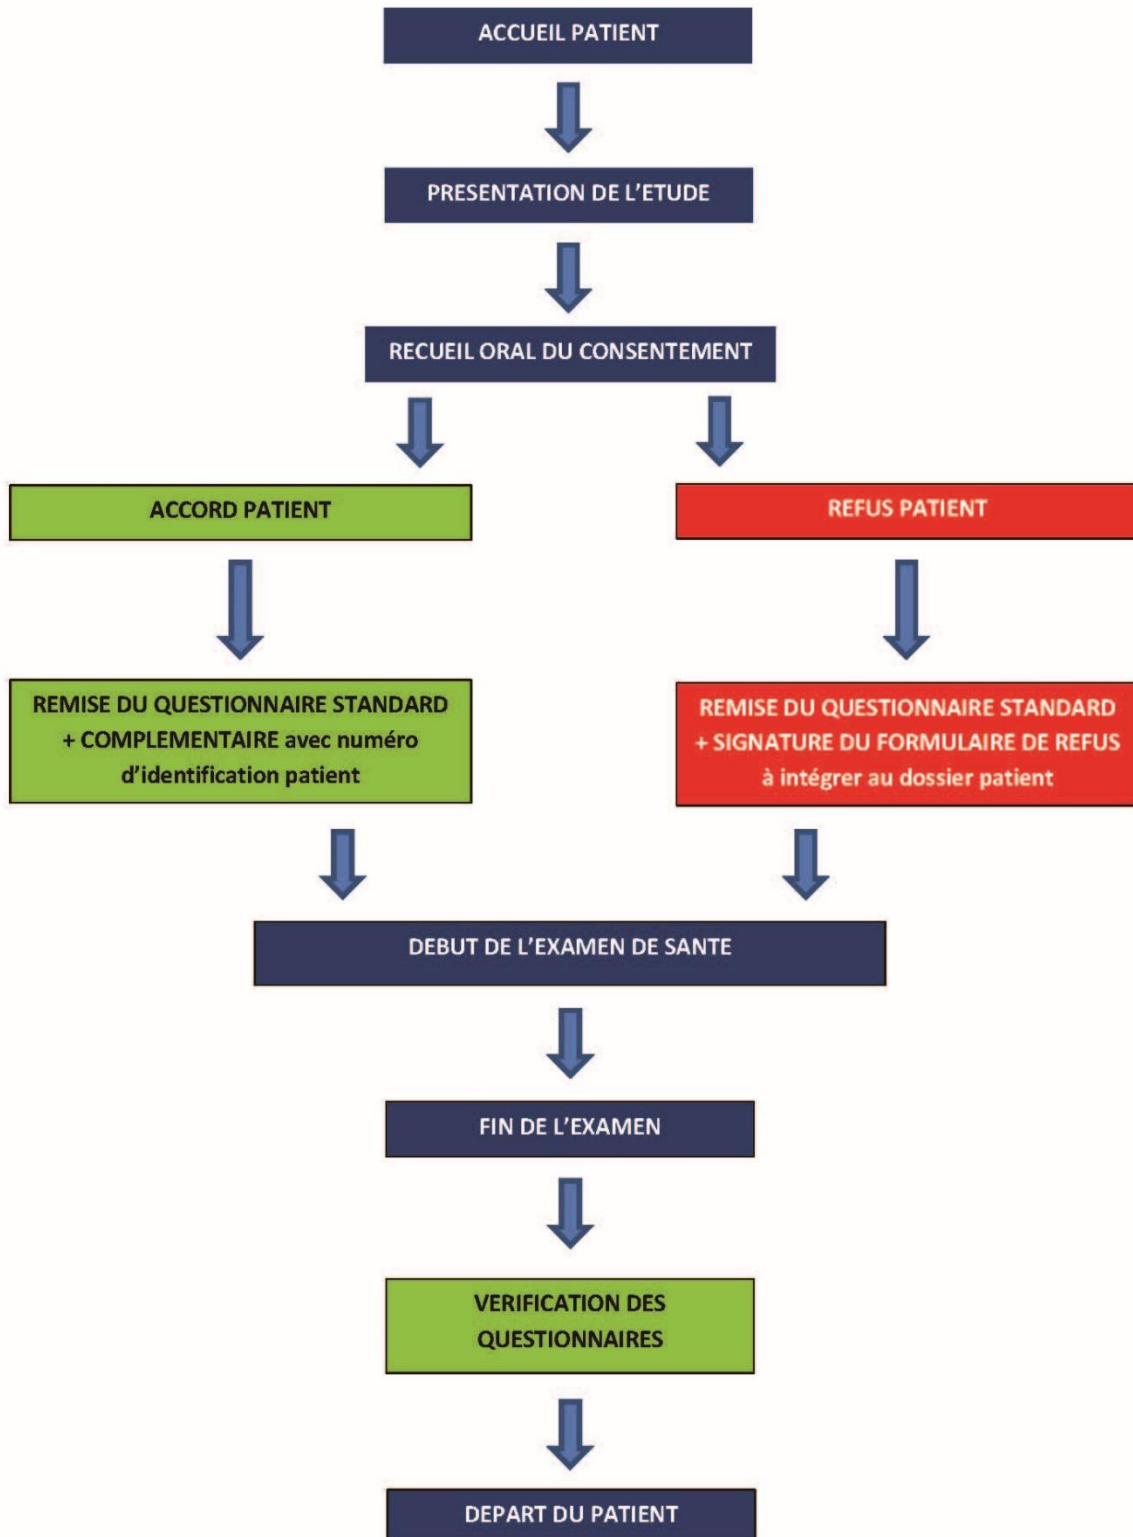 ACCUEIL PATIENT
PRESENTATION DE L'ETUDE
RECUEIL ORAL DU CONSENTEMENT
ACCORD PATIENT
REFUS PATIENT
REMISE DU QUESTIONNAIRE STANDARD
+ COMPLEMENTAIRE avec numéro
d'identification patient
REMISE DU QUESTIONNAIRE STANDARD
+ SIGNATURE DU FORMULAIRE DE REFUS
à intégrer au dossier patient
DEBUT DE L'EXAMEN DE SANTE
FIN DE L'EXAMEN
VERIFICATION DES
QUESTIONNAIRES
DEPART DU PATIENT